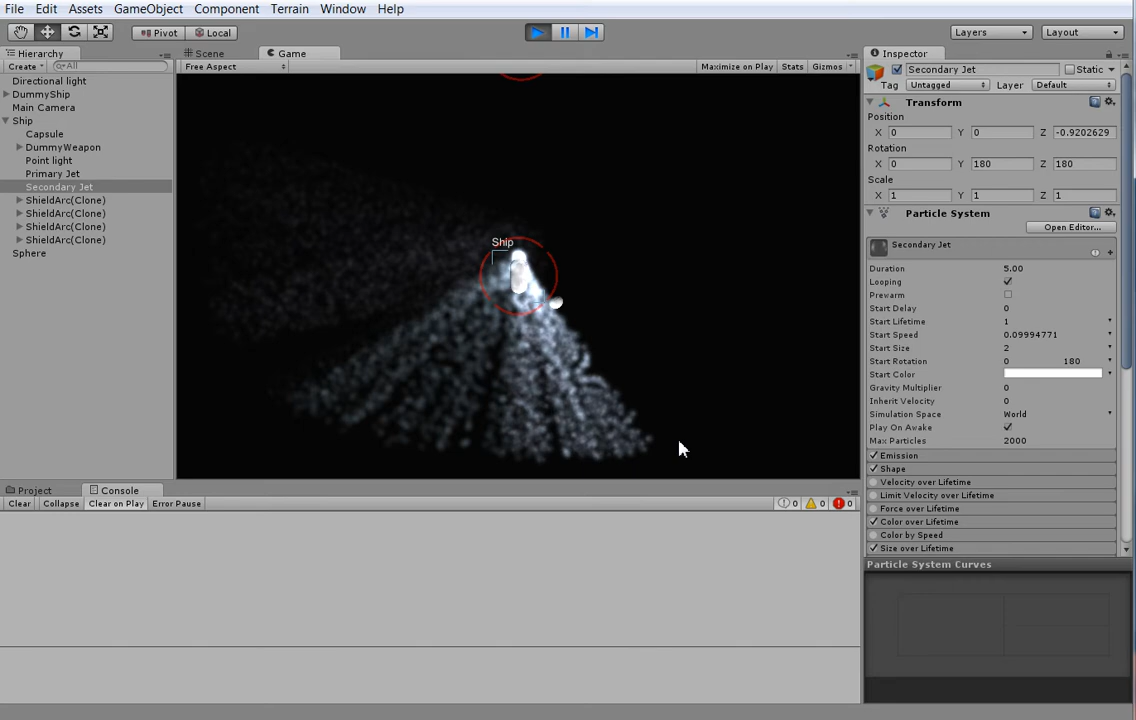 File Edit Assets GameObject Component Terrain Window Help
Pivot Local Layers Layout
Hierarchy Scene Game Inspector
Create All Free Aspect Maximize on Play Stats Gizmos Secondary Jet Static
Directional light Tag Untagged Layer Default
DummyShip Transform
Main Camera Position
Ship X 0 Y 0 Z -0.9202629
Capsule Rotation
DummyWeapon X 0 Y 180 Z 180
Point light Scale
Primary Jet X 1 Y 1 Z 1
Secondary Jet
ShieldArc(Clone) Particle System
ShieldArc(Clone) Open Editor...
ShieldArc(Clone)
ShieldArc(Clone) Ship Secondary Jet
Sphere
Duration 5.00
Looping
Prewarm
Start Delay 0
Start Lifetime 1
Start Speed 0.09994771
Start Size 2
Start Rotation 0 180
Start Color
Gravity Multiplier 0
Inherit Velocity 0
Simulation Space World
Play On Awake
Max Particles 2000
Emission
Shape
Velocity over Lifetime
Limit Velocity over Lifetime
Force over Lifetime
Color over Lifetime
Color by Speed
Size over Lifetime
Particle System Curves
Project Console
Clear Collapse Clear on Play Error Pause 0 0 0